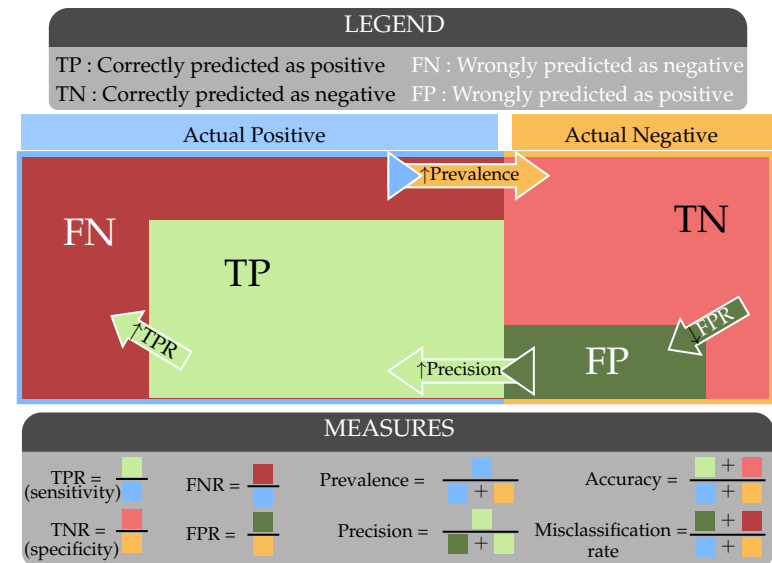 LEGEND
TP : Correctly predicted as positive FN : Wrongly predicted as negative
TN : Correctly predicted as negative FP : Wrongly predicted as positive
Actual Positive Actual Negative
↑Prevalence
FN TN
TP
↑TPR ↓FPR
↑Precision FP
MEASURES
TPR = FNR = Prevalence = + Accuracy = + +
(sensitivity)
TNR = FPR = Precision = + Misclassification = + +
(specificity) rate